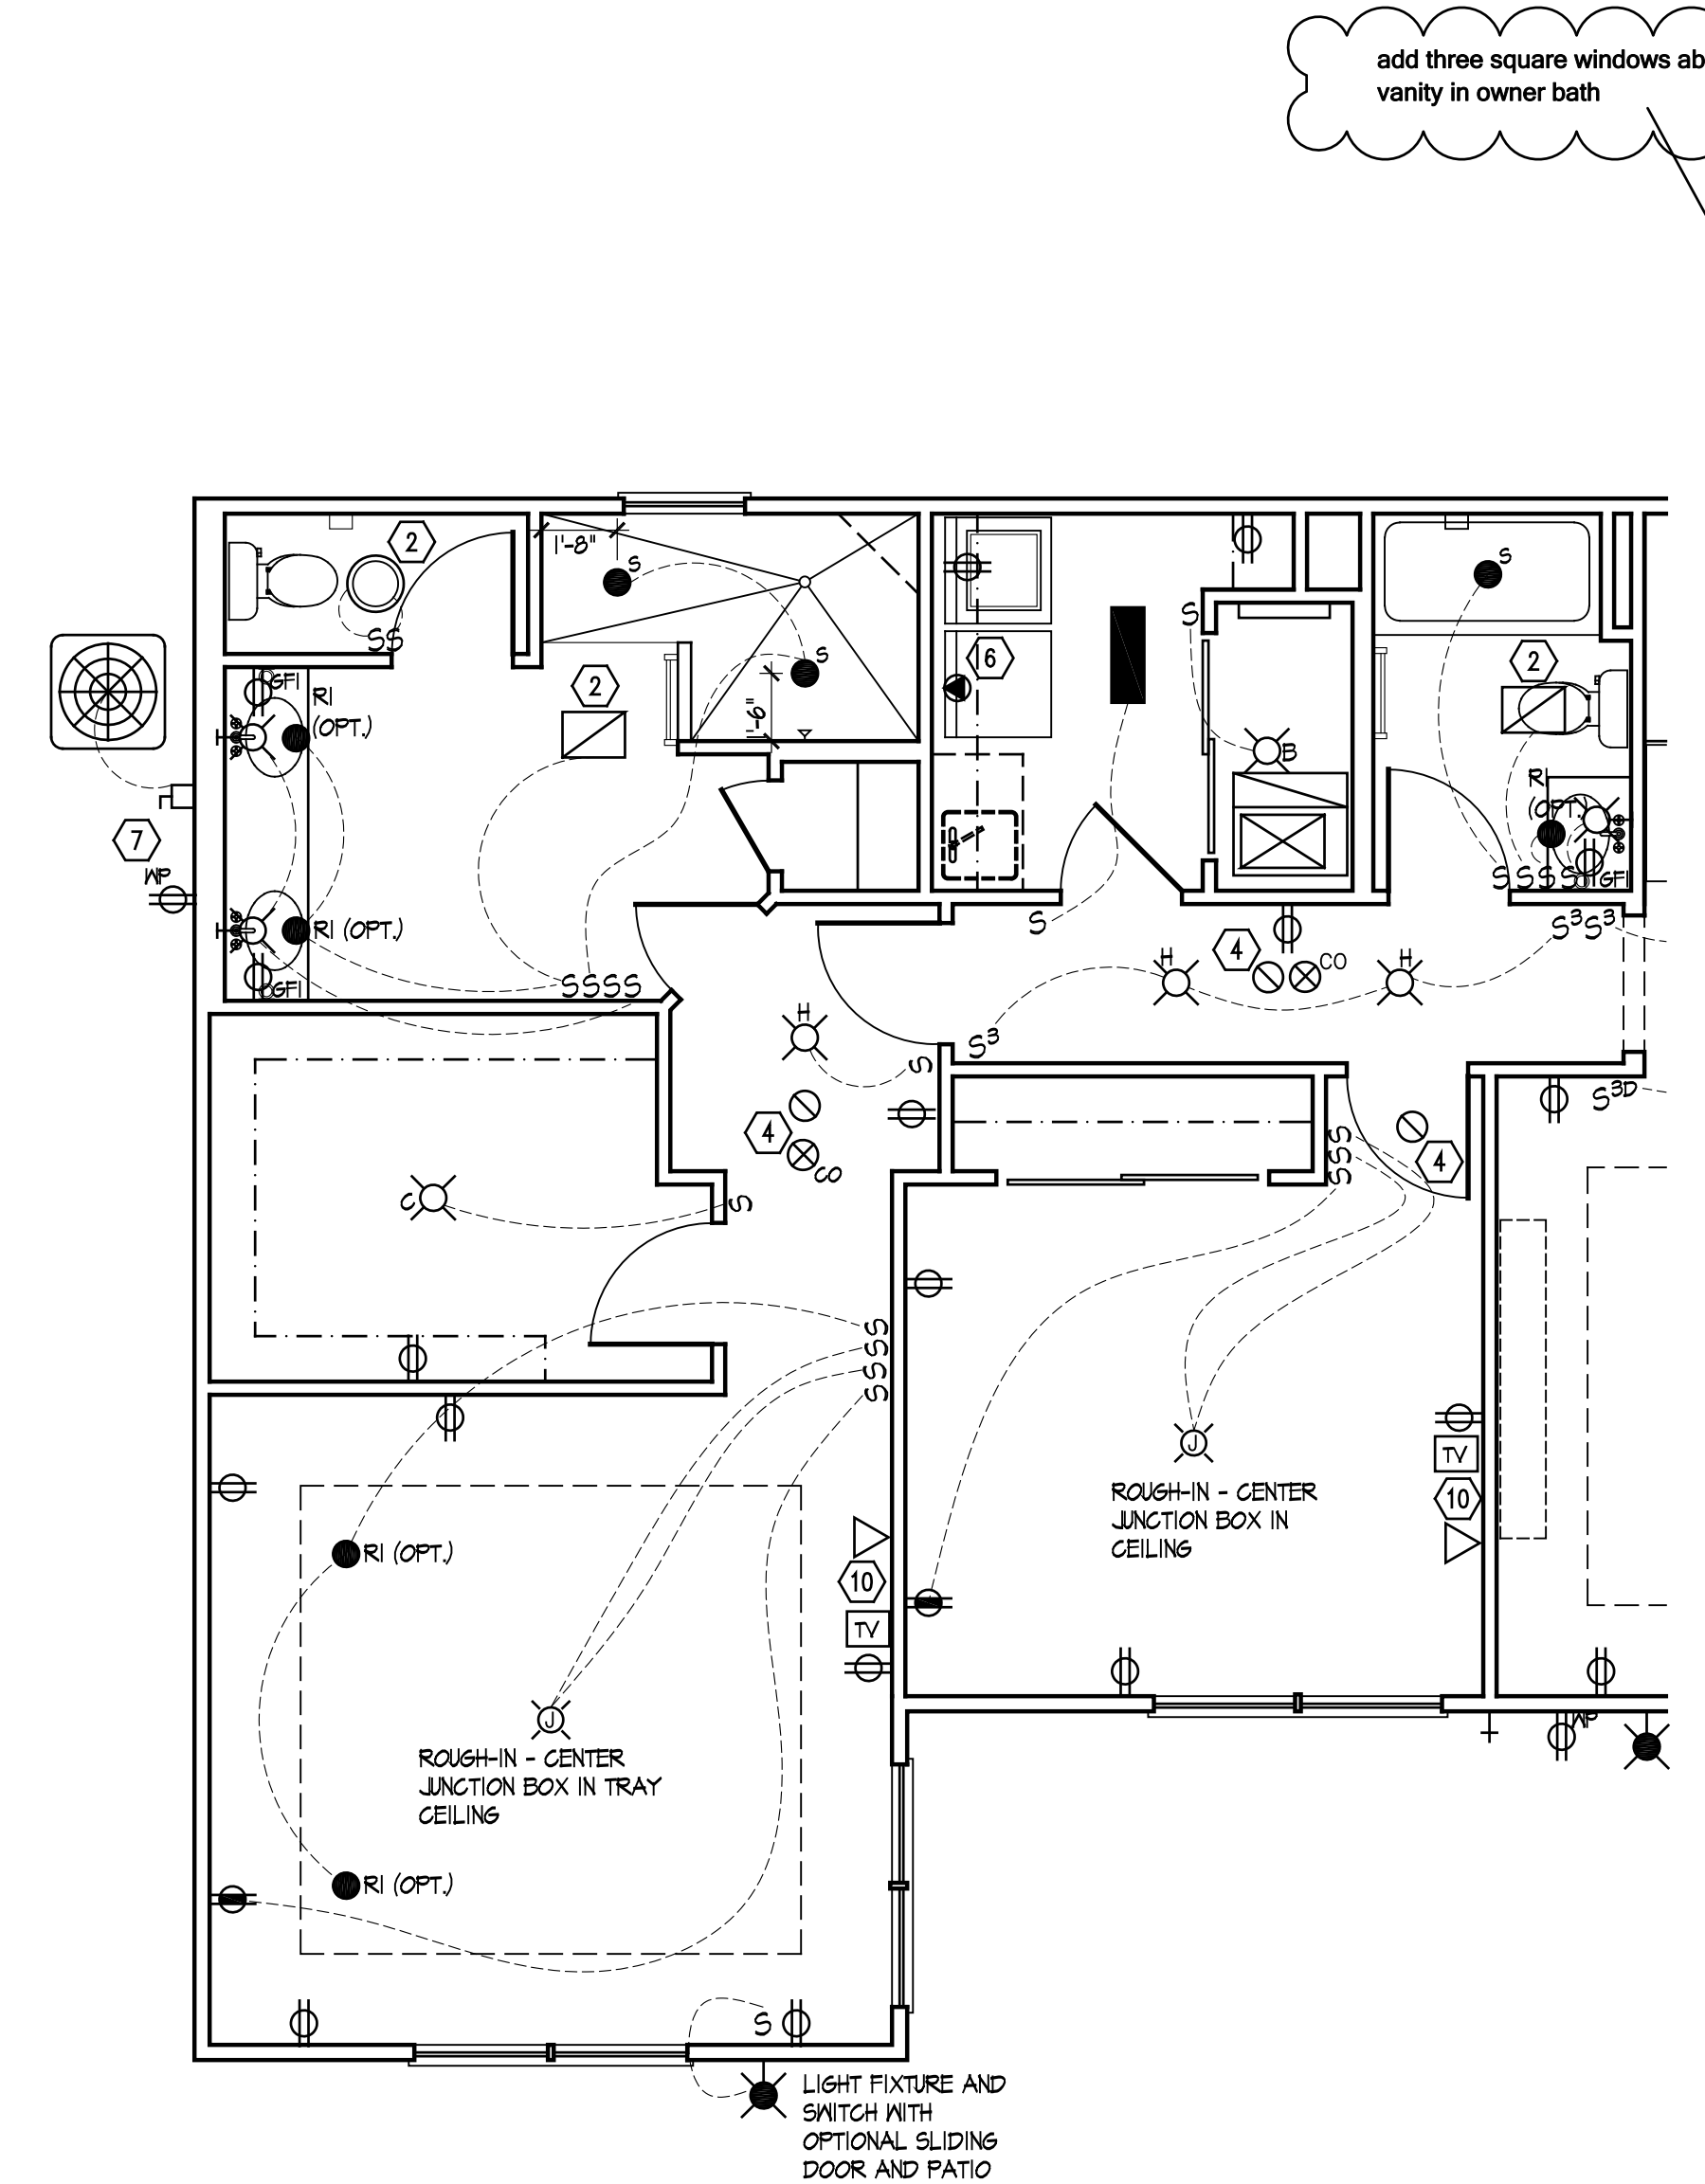 add three square windows ab
vanity in owner bath
2
1'-8"
S
S
SS
6
S
S
2
GFI
RI
(OPT.)
2
1'-6"
B
RI
(OPT.)
7
WP
RI (OPT.)
SSSS
GFI
S
SSSS
GFI
S3S3
4
CO
H
H
H
S3
S
S3D
4
CO
SSS
4
C
S
SSSS
J
TV
10
ROUGH-IN - CENTER
JUNCTION BOX IN
CEILING
RI (OPT.)
10
TV
J
ROUGH-IN - CENTER
JUNCTION BOX IN TRAY
CEILING
WP
RI (OPT.)
S
LIGHT FIXTURE AND
SWITCH WITH
OPTIONAL SLIDING
DOOR AND PATIO